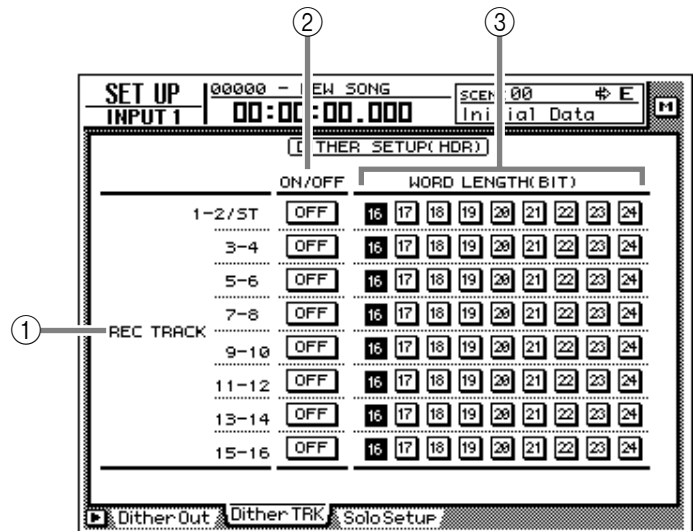 ② ③
SET UP 00000 - NEW SONG SCENE 00 E M
INPUT 1 00:00:00.000 Initial Data
DITHER SETUP(HDR)
ON/OFF WORD LENGTH(BIT)
1-2/ST OFF 16 17 18 19 20 21 22 23 24
3-4 OFF 16 17 18 19 20 21 22 23 24
5-6 OFF 16 17 18 19 20 21 22 23 24
7-8 OFF 16 17 18 19 20 21 22 23 24
① REC TRACK
9-10 OFF 16 17 18 19 20 21 22 23 24
11-12 OFF 16 17 18 19 20 21 22 23 24
13-14 OFF 16 17 18 19 20 21 22 23 24
15-16 OFF 16 17 18 19 20 21 22 23 24
Dither Out Dither TRK Solo Setup